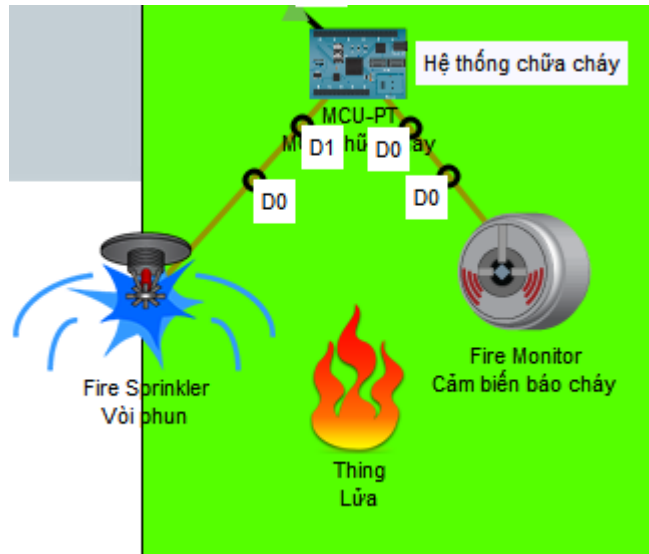 Hệ thống chữa cháy
MCU-PT
D1
D0
D0
D0
Fire Sprinkler
Vòi phun
Fire Monitor
Cảm biến báo cháy
Thing
Lửa